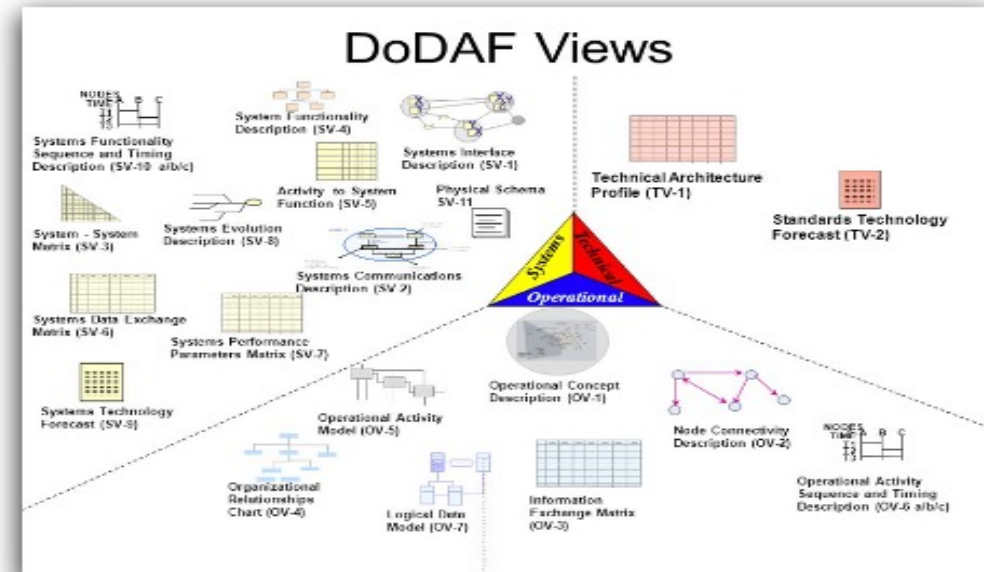 DoDAF Views
NODES
TIME A B C
T1
T2
T3
Systems Functionality
Sequence and Timing
Description (SV-10 a/b/c)
System Functionality
Description (SV-4)
Systems Interface
Description (SV-1)
Technical Architecture
Profile (TV-1)
Standards Technology
Forecast (TV-2)
Activity to System
Function (SV-5)
Physical Schema
SV-11
System - System
Matrix (SV-3)
Systems Evolution
Description (SV-8)
Systems Communications
Description (SV-2)
Systems
Technical
Operational
Systems Data Exchange
Matrix (SV-6)
Systems Performance
Parameters Matrix (SV-7)
Systems Technology
Forecast (SV-9)
Operational Concept
Description (OV-1)
Operational Activity
Model (OV-5)
Node Connectivity
Description (OV-2)
NODES
TIME A B C
T1
T2
T3
Operational Activity
Sequence and Timing
Description (OV-6 a/b/c)
Organizational
Relationships
Chart (OV-4)
Logical Data
Model (OV-7)
Information
Exchange Matrix
(OV-3)